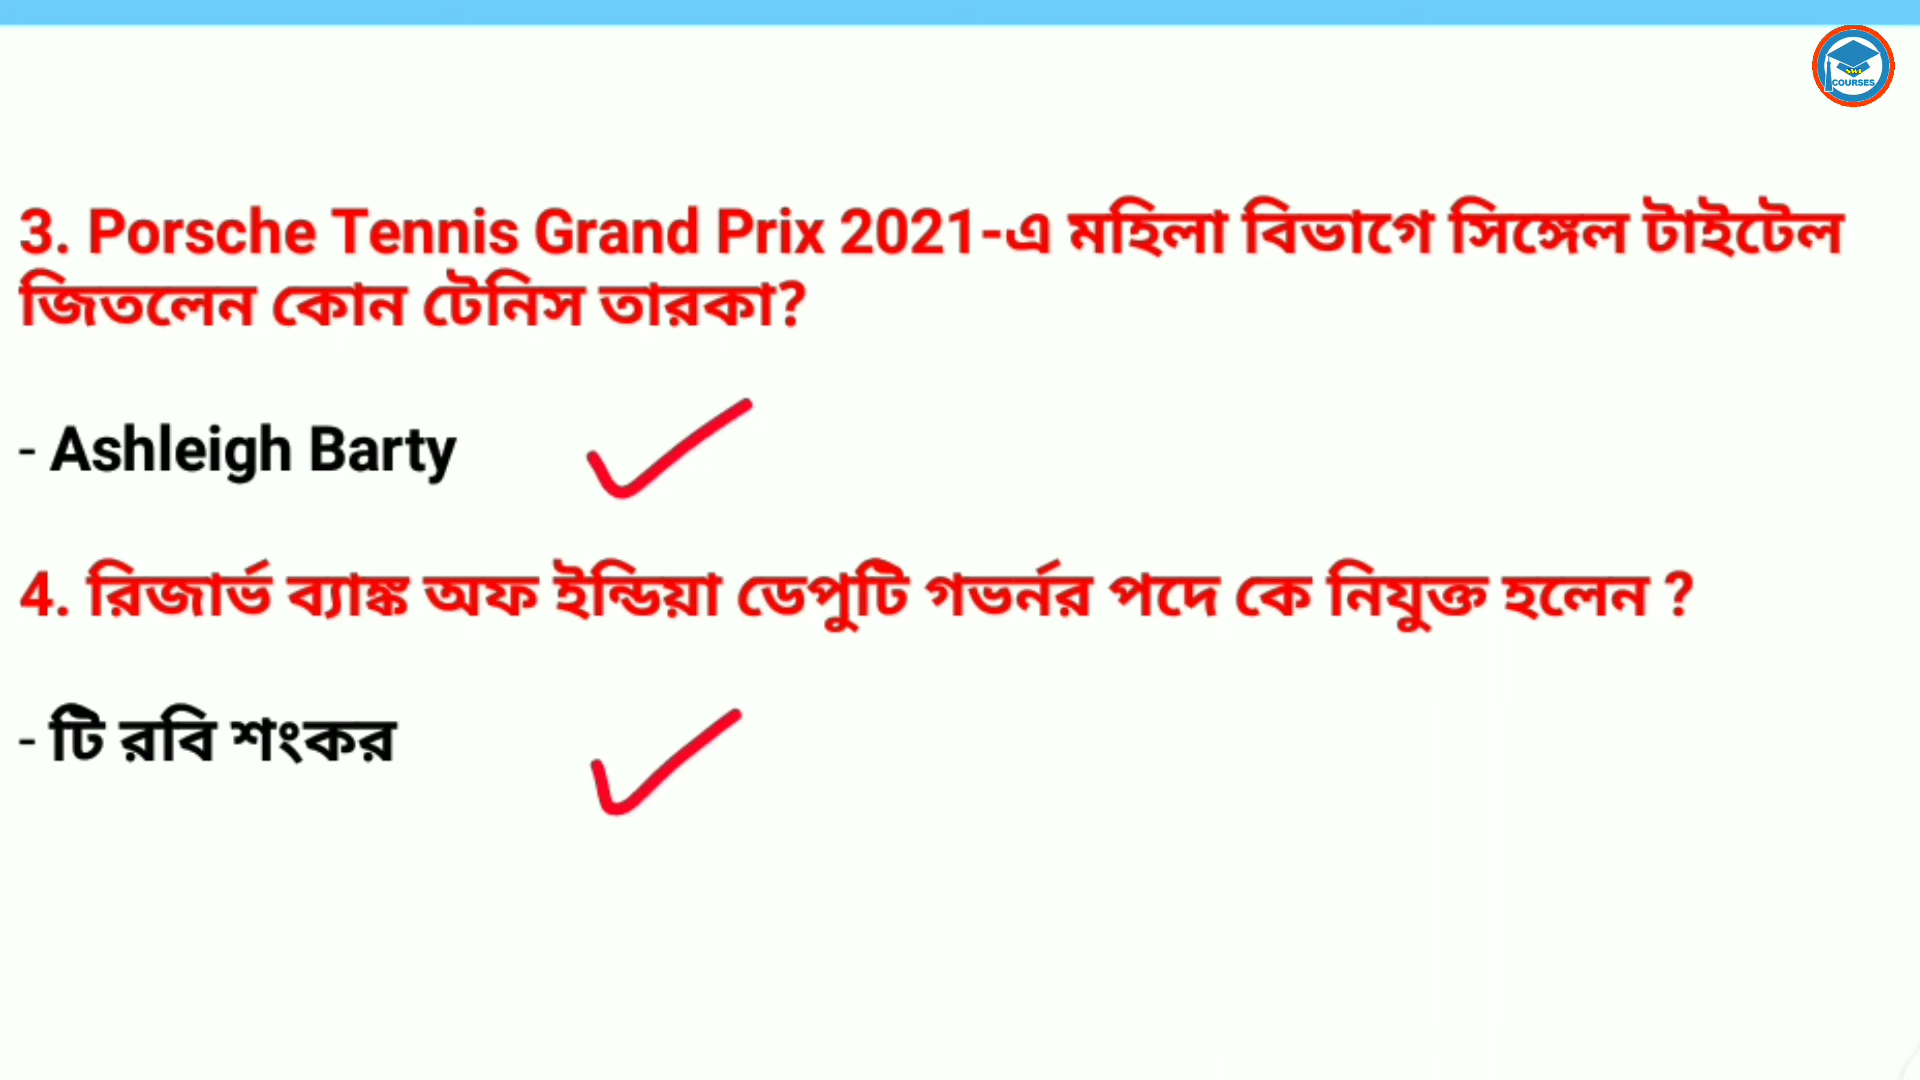 COURSES
3. Porsche Tennis Grand Prix 2021-এ মহিলা বিভাগে সিঙ্গেল টাইটেল
জিতলেন কোন টেনিস তারকা?
- Ashleigh Barty
4. রিজার্ভ ব্যাঙ্ক অফ ইন্ডিয়া ডেপুটি গভর্নর পদে কে নিযুক্ত হলেন ?
- টি রবি শংকর